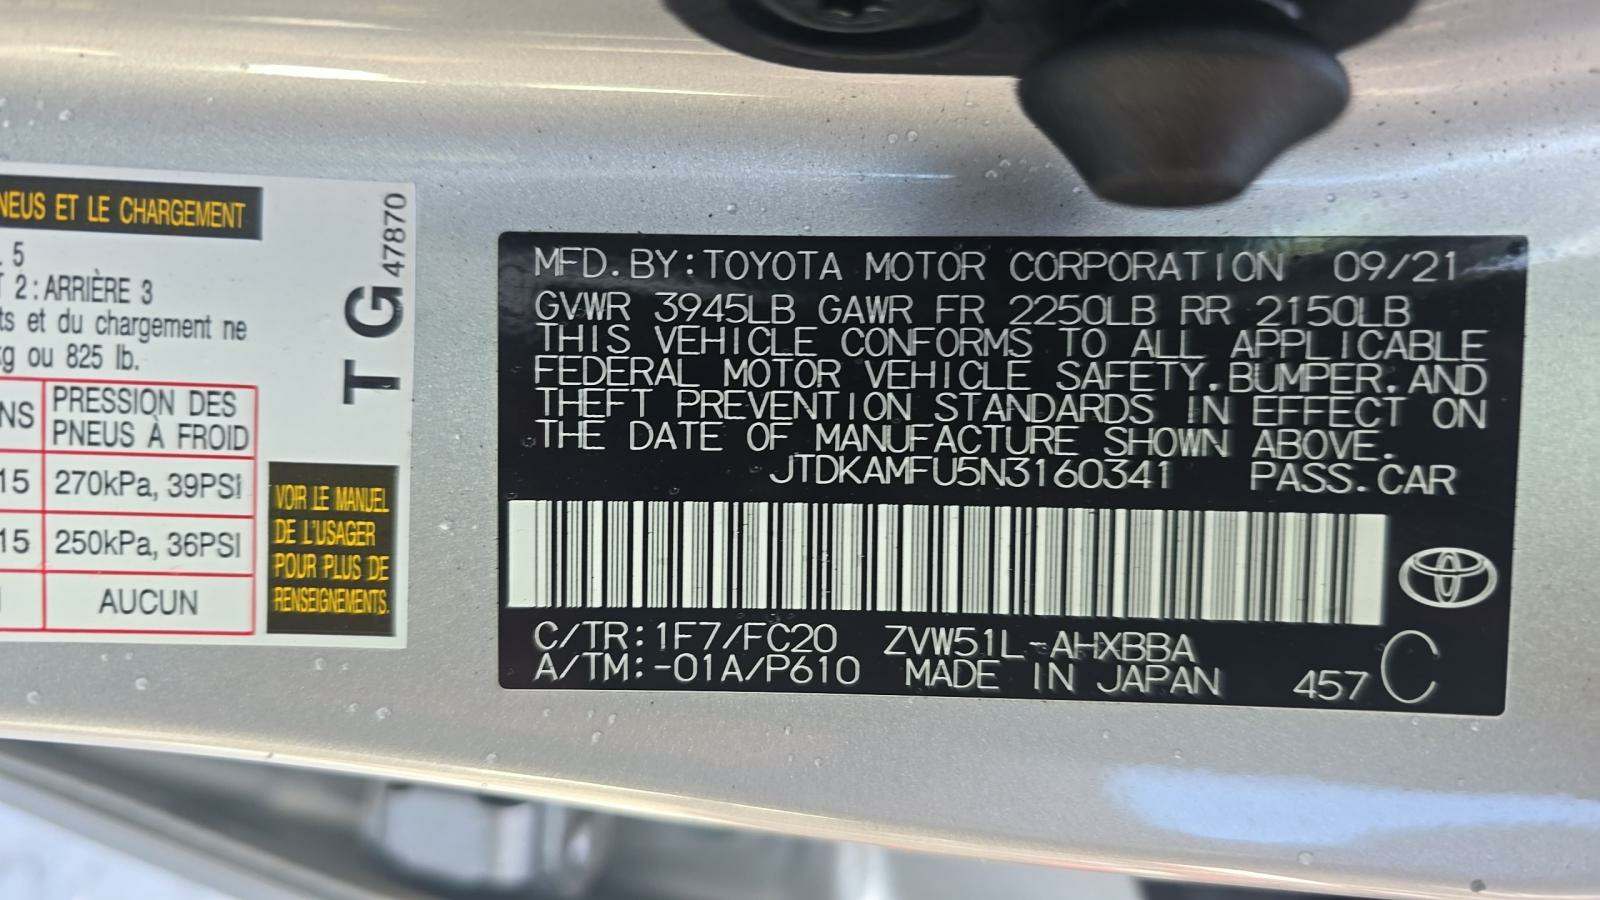 NEUS ET LE CHARGEMENT
5
2 : ARRIÈRE 3
ts et du chargement ne
kg ou 825 lb.
NS PRESSION DES
PNEUS À FROID
15 270kPa, 39PSI
15 250kPa, 36PSI
AUCUN
VOIR LE MANUEL
DE L'USAGER
POUR PLUS DE
RENSEIGNEMENTS.
T G 47870
MFD.BY:TOYOTA MOTOR CORPORATION 09/21
GVWR 3945LB GAWR FR 2250LB RR 2150LB
THIS VEHICLE CONFORMS TO ALL APPLICABLE
FEDERAL MOTOR VEHICLE SAFETY.BUMPER.AND
THEFT PREVENTION STANDARDS IN EFFECT ON
THE DATE OF MANUFACTURE SHOWN ABOVE.
JTDKAMFU5N3160341 PASS.CAR
C/TR:1F7/FC20 ZVW51L-AHXBBA
A/TM:-01A/P610 MADE IN JAPAN 457 C